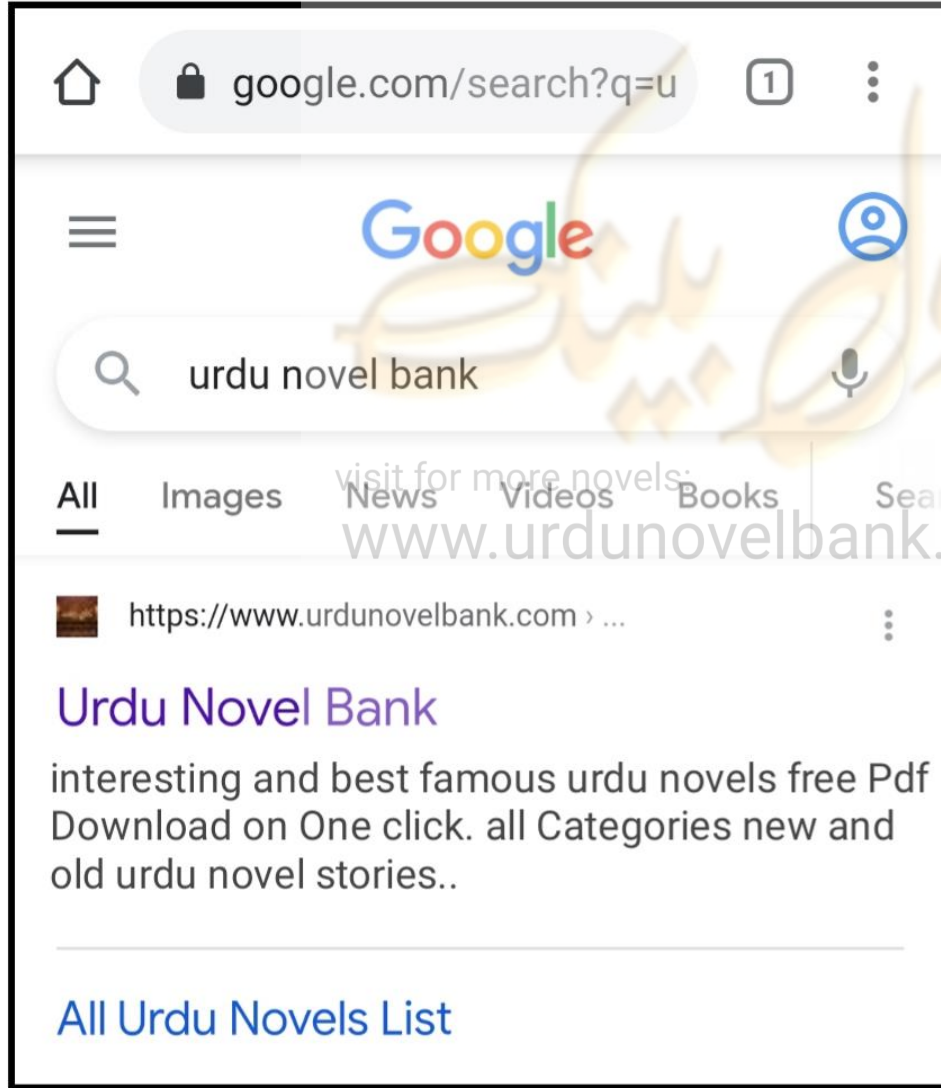 google.com/search?q=u
1
Google
urdu novel bank
ول بینک
visit for more novels:
All Images News Videos Books Sea
www.urdunovelbank.
https://www.urdunovelbank.com › ...
Urdu Novel Bank
interesting and best famous urdu novels free Pdf
Download on One click. all Categories new and
old urdu novel stories..
All Urdu Novels List